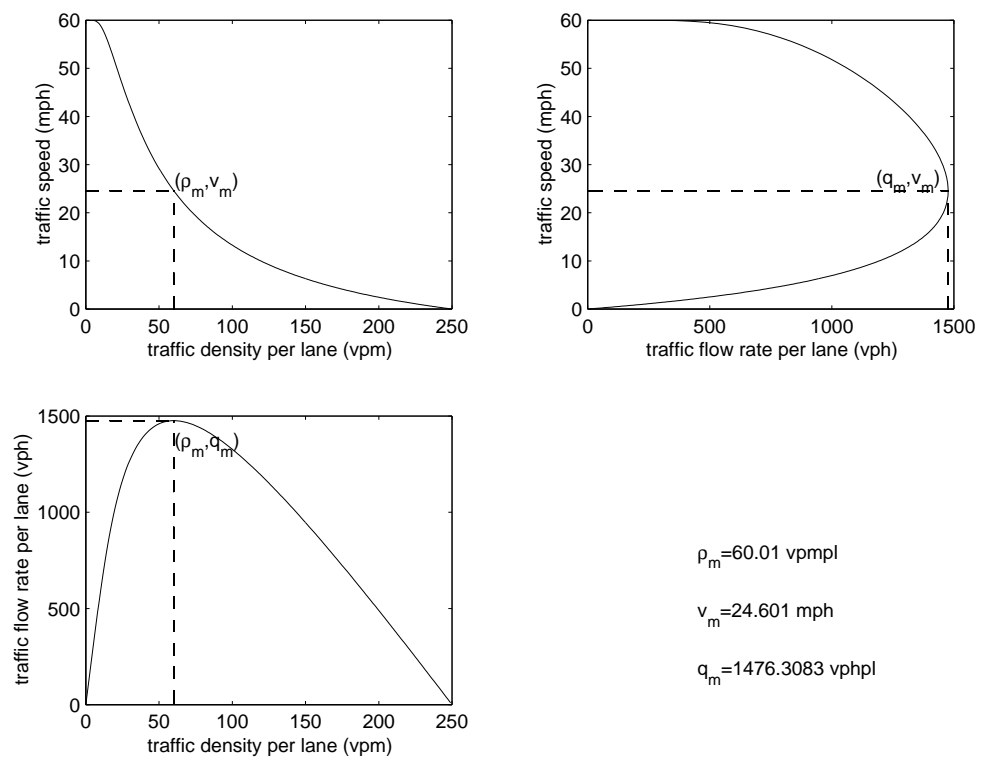 60
50
40
30
20
10
0
traffic speed (mph)
(ρm,vm)
0 50 100 150 200 250
traffic density per lane (vpm)
60
50
40
30
20
10
0
traffic speed (mph)
(qm,vm)
0 500 1000 1500
traffic flow rate per lane (vph)
1500
1000
500
0
traffic flow rate per lane (vph)
(ρm,qm)
0 50 100 150 200 250
traffic density per lane (vpm)
ρm=60.01 vpmpl
vm=24.601 mph
qm=1476.3083 vphpl